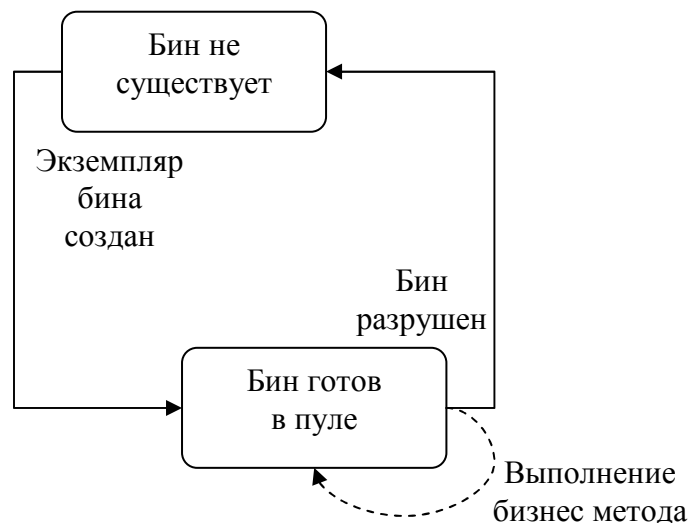 Бин не
существует
Экземпляр
бина
создан
Бин
разрушен
Бин готов
в пуле
Выполнение
бизнес метода